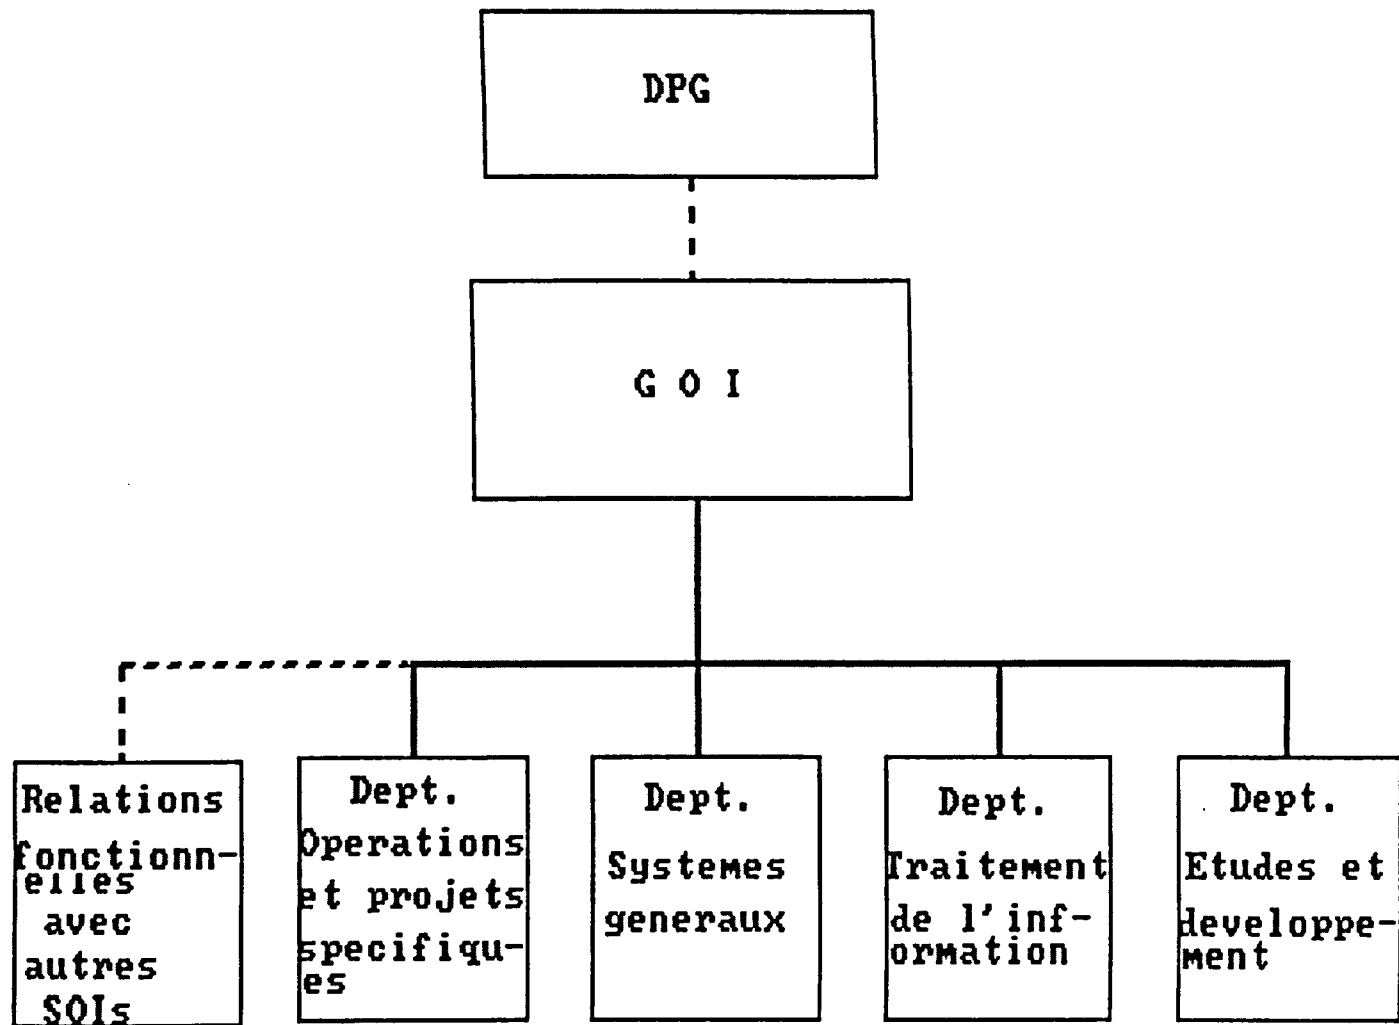 DPG
G O I
Relations
fonctionn-
elles
avec
autres
SOIs
Dept.
Operations
et projets
specifiqu-
es
Dept.
Systemes
generaux
Dept.
Traitement
de l'inf-
ormation
Dept.
Etudes et
developpe-
ment